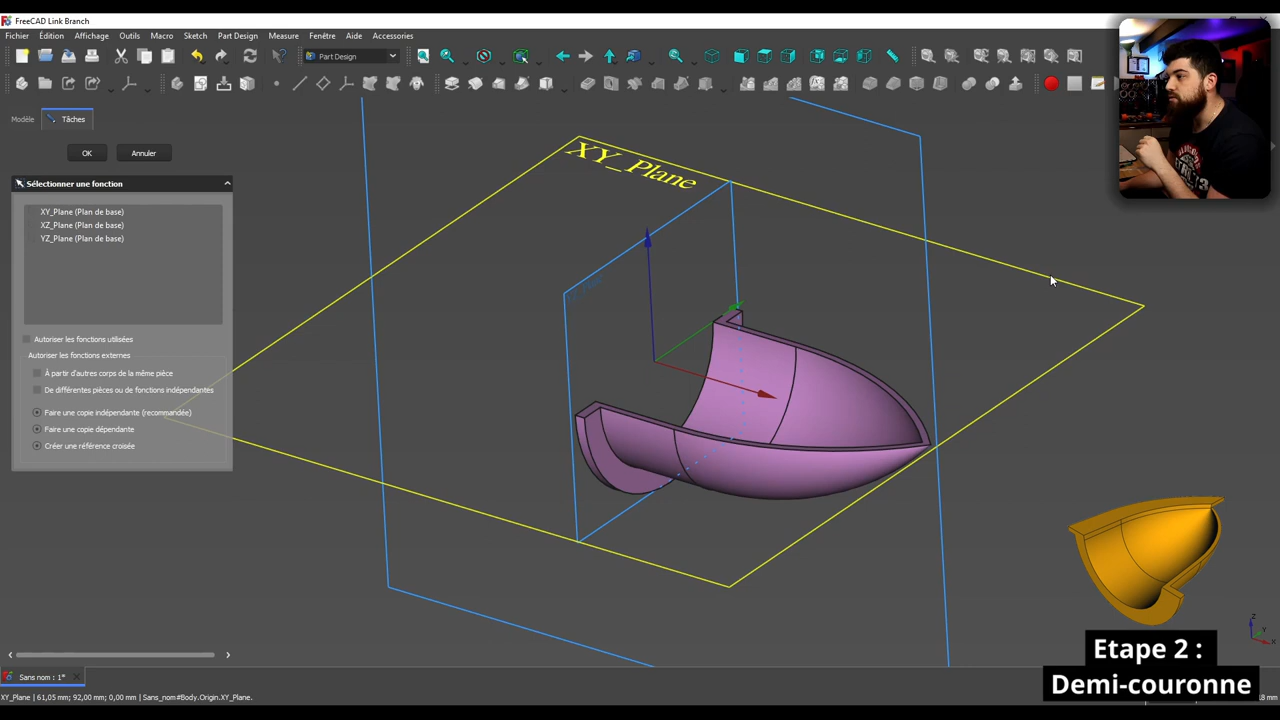 FreeCAD Link Branch
Fichier Édition Affichage Outils Macro Sketch Part Design Measure Fenêtre Aide Accessories
Part Design
Modèle Tâches
OK Annuler
Sélectionner une fonction
XY_Plane (Plan de base)
XZ_Plane (Plan de base)
YZ_Plane (Plan de base)
Autoriser les fonctions utilisées
Autoriser les fonctions externes
À partir d'autres corps de la même pièce
De différentes pièces ou de fonctions indépendantes
Faire une copie indépendante (recommandée)
Faire une copie dépendante
Créer une référence croisée
XY_Plane
Z
Y
X
Etape 2 :
Demi-couronne
Sans nom : 1*
XY_Plane | 61,05 mm; 92,00 mm; 0,00 mm | Sans_nom#Body.Origin.XY_Plane.